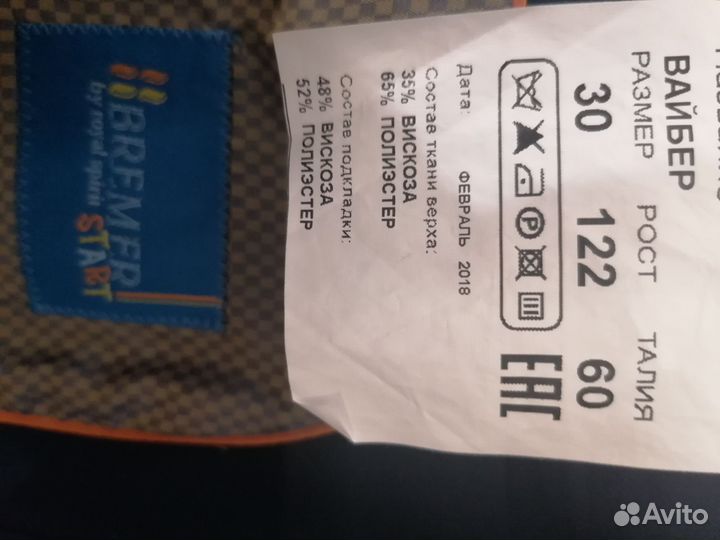 ВАЙБЕР
РАЗМЕР РОСТ ТАЛИЯ
30 122 60
P
EAC
Дата: ФЕВРАЛЬ 2018
Состав ткани верха:
35% ВИСКОЗА
65% ПОЛИЭСТЕР
Состав подкладки:
48% ВИСКОЗА
52% ПОЛИЭСТЕР
BREMER
by royal spirit
START
Avito